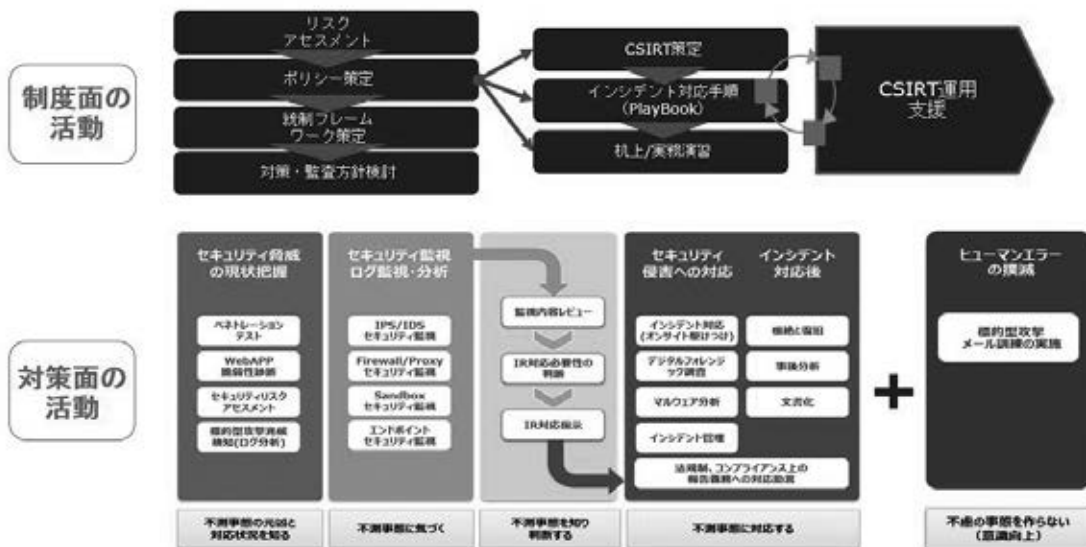 制度面の
活動
リスク
アセスメント
ポリシー策定
統制フレーム
ワーク策定
対策・監査方針検討
CSIRT策定
インシデント対応手順
(PlayBook)
机上/実務演習
CSIRT運用
支援
対策面の
活動
セキュリティ脅威
の現状把握
ペネトレーション
テスト
WebAPP
脆弱性診断
セキュリティリスク
アセスメント
標的型攻撃
検知(ログ分析)
不測事態の元凶と
対応状況を知る
セキュリティ監視
ログ監視・分析
IPS/IDS
セキュリティ監視
Firewall/Proxy
セキュリティ監視
Sandbox
セキュリティ監視
エンドポイント
セキュリティ監視
不測事態に気づく
監視内容レビュー
IR対応必要性の
判断
IR対応指示
不測事態を知り
判断する
セキュリティ
侵害への対応
インシデント対応
(オンサイト駆けつけ)
デジタルフォレンジ
ック調査
マルウェア分析
インシデント管理
インシデント
対応後
根絶と復旧
事後分析
文書化
法規制、コンプライアンス上の
報告義務への対応助言
不測事態に対応する
+
ヒューマンエラー
の撲滅
標的型攻撃
メール訓練の実施
不慮の事態を作らない
(意識向上)